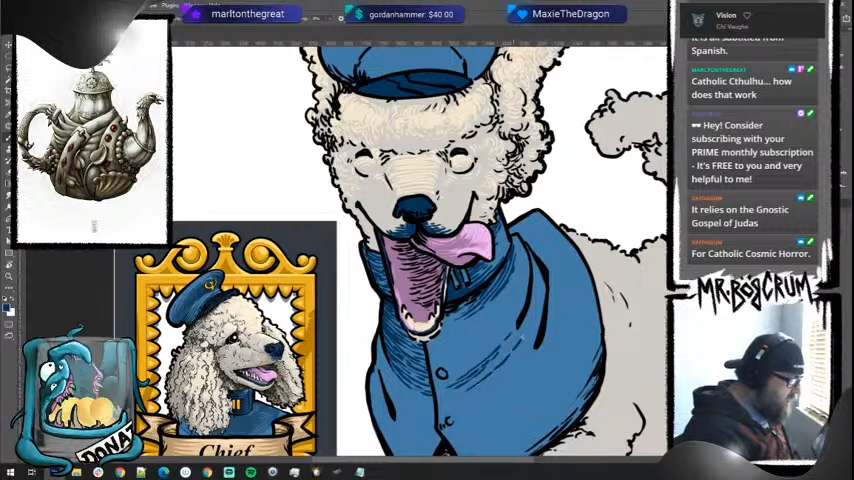 marltonthegreat
gordanhammer: $40.00
MaxieTheDragon
Vision
Chi Vaughn
It is all subtitled in
Spanish.
MARLTONTHEGREAT
Catholic Cthulhu... how
does that work
Hey! Consider
subscribing with your
PRIME monthly subscription
- It's FREE to you and very
helpful to me!
It relies on the Gnostic
Gospel of Judas
For Catholic Cosmic Horror.
MR.BOGCRUM
DONAT
Chief